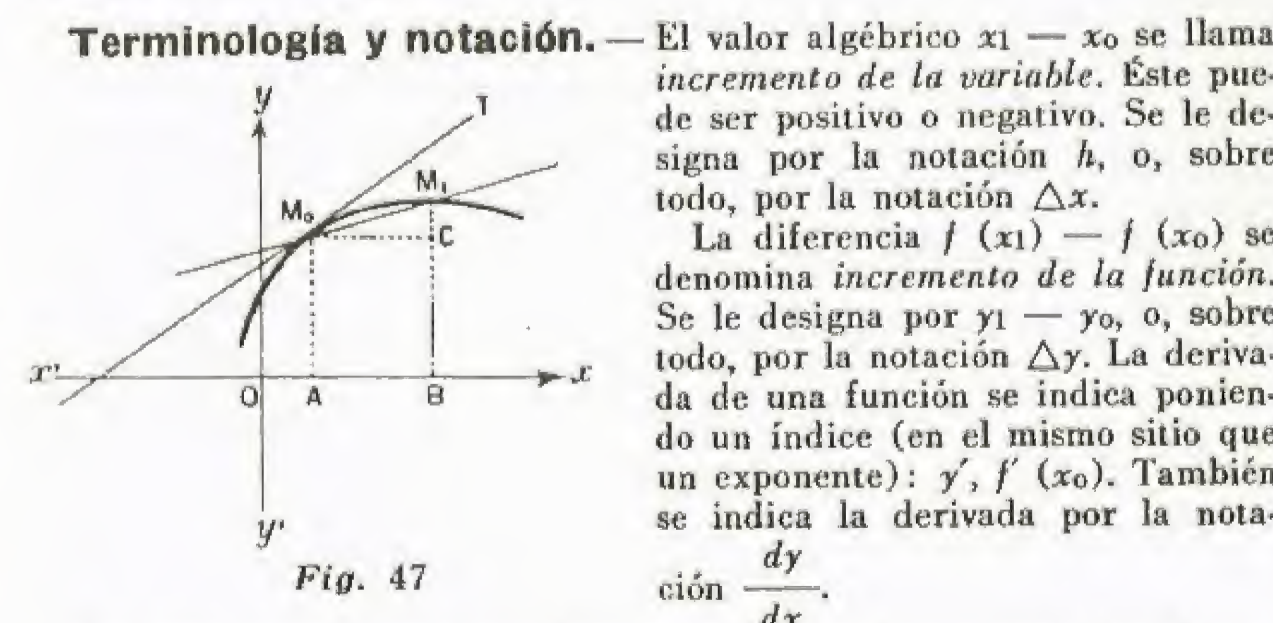 Terminología y notación. — El valor algébrico x1 — x0 se llama
incremento de la variable. Éste pue-
de ser positivo o negativo. Se le de-
signa por la notación h, o, sobre
todo, por la notación △x.
La diferencia f (x1) — f (x0) se
denomina incremento de la función.
Se le designa por y1 — y0, o, sobre
todo, por la notación △y. La deriva-
da de una función se indica ponien-
do un índice (en el mismo sitio que
un exponente): y′, f′ (x0). También
se indica la derivada por la nota-
ción dy/dx.
y
T
M1
M0
C
x'
x
O A B
y'
Fig. 47